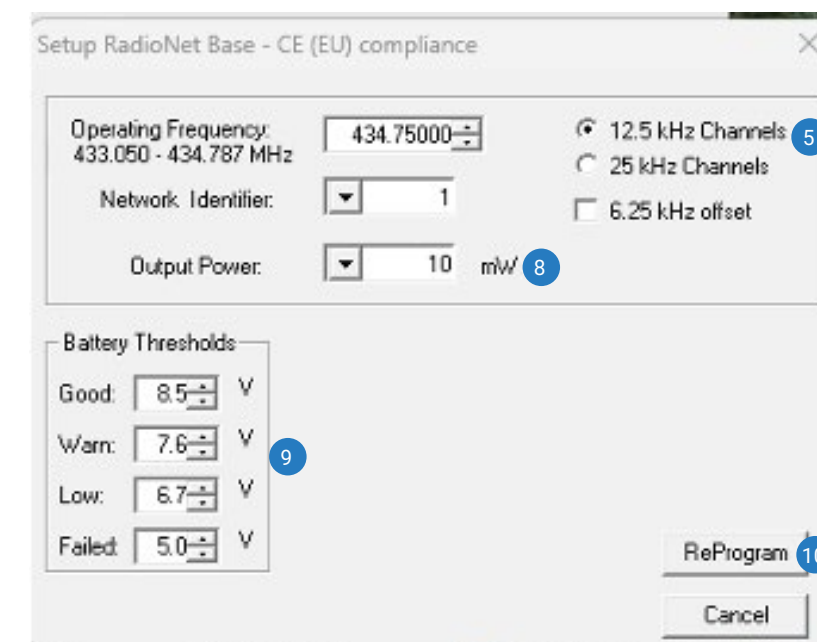 Setup RadioNet Base - CE (EU) compliance
Operating Frequency:
433.050 - 434.787 MHz
434.75000
12.5 kHz Channels
5
25 kHz Channels
Network Identifier:
1
6.25 kHz offset
Output Power:
10 mW
8
Battery Thresholds
Good: 8.5 V
Warn: 7.6 V
9
Low: 6.7 V
Failed: 5.0 V
ReProgram
10
Cancel